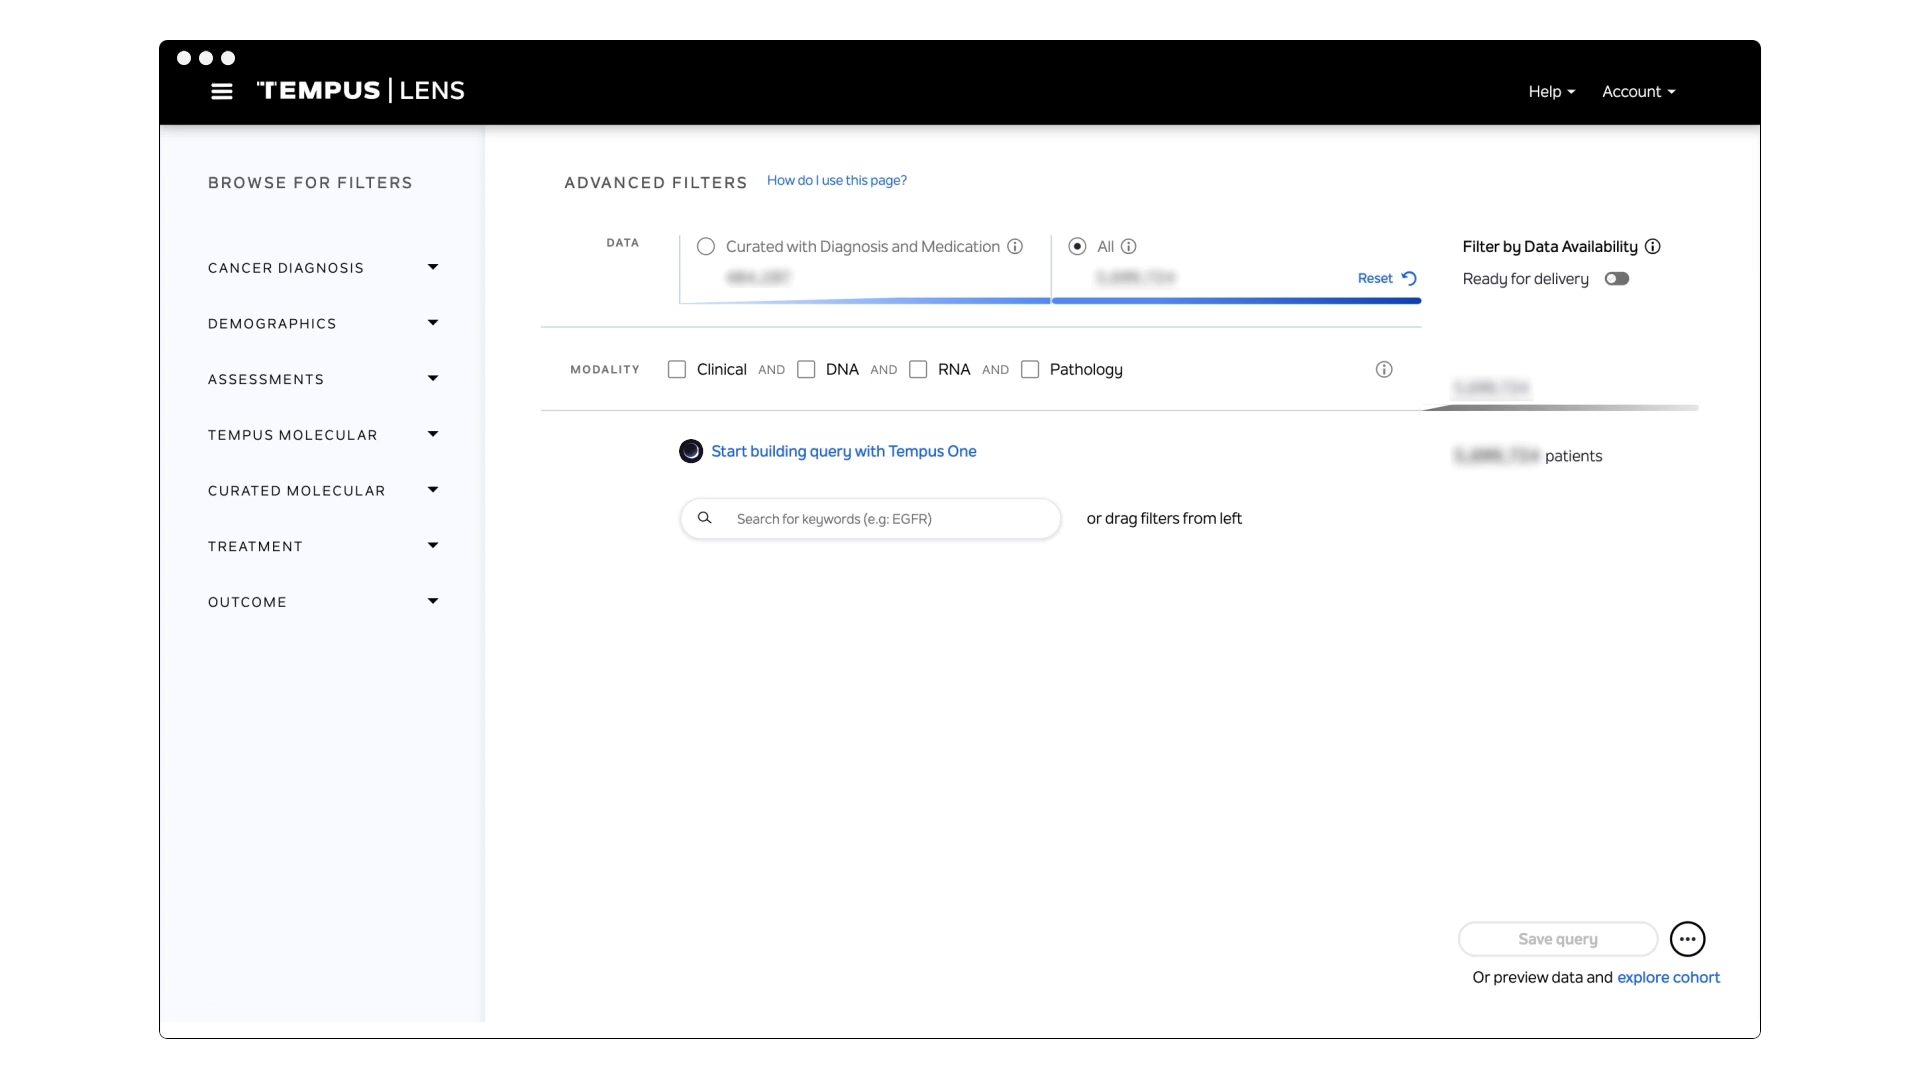 TEMPUS | LENS
Help
Account
BROWSE FOR FILTERS
CANCER DIAGNOSIS
DEMOGRAPHICS
ASSESSMENTS
TEMPUS MOLECULAR
CURATED MOLECULAR
TREATMENT
OUTCOME
ADVANCED FILTERS How do I use this page?
DATA
Curated with Diagnosis and Medication
All
Reset
Filter by Data Availability
Ready for delivery
MODALITY Clinical AND DNA AND RNA AND Pathology
Start building query with Tempus One
patients
Search for keywords (e.g: EGFR) or drag filters from left
Save query
Or preview data and explore cohort